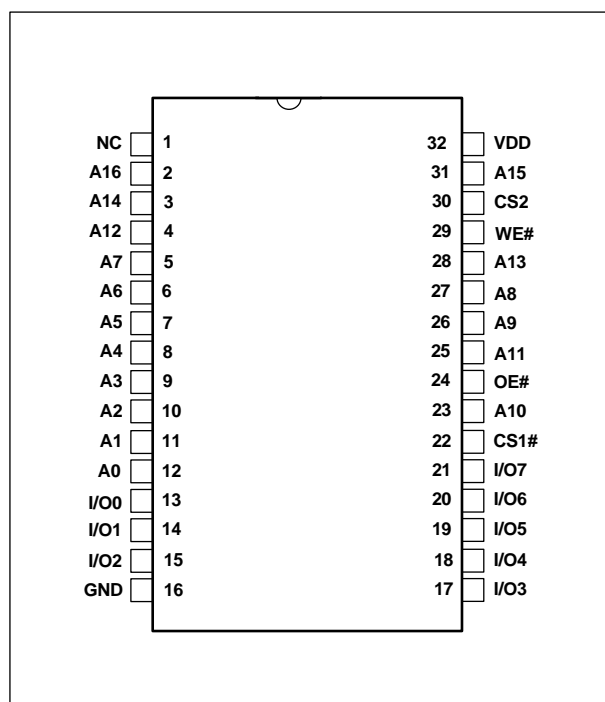 NC 1 32 VDD
A16 2 31 A15
A14 3 30 CS2
A12 4 29 WE#
A7 5 28 A13
A6 6 27 A8
A5 7 26 A9
A4 8 25 A11
A3 9 24 OE#
A2 10 23 A10
A1 11 22 CS1#
A0 12 21 I/O7
I/O0 13 20 I/O6
I/O1 14 19 I/O5
I/O2 15 18 I/O4
GND 16 17 I/O3